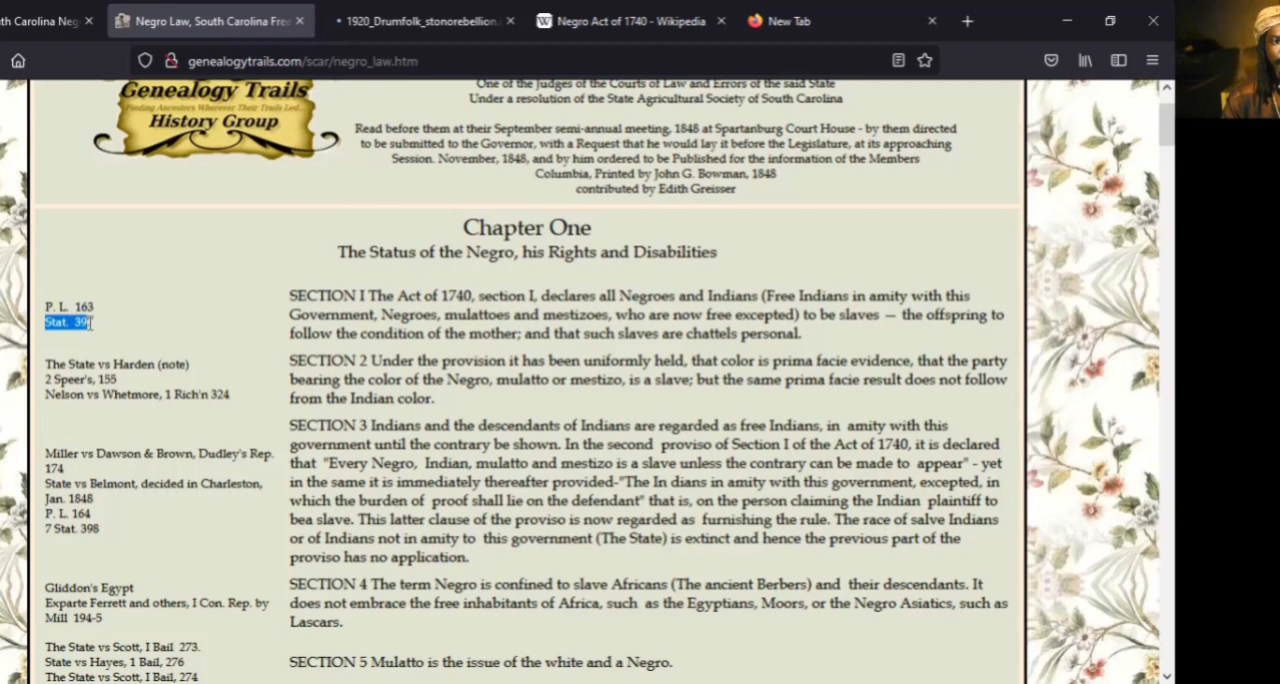 th Carolina Neg
Negro Law, South Carolina Free
1920_Drumfolk_stonorebellion.
Negro Act of 1740 - Wikipedia
New Tab
genealogytrails.com/scar/negro_law.htm
Genealogy Trails
Finding Ancestors Wherever Their Trails Led...
History Group
One of the Judges of the Courts of Law and Errors of the said State
Under a resolution of the State Agricultural Society of South Carolina
Read before them at their September semi-annual meeting, 1848 at Spartanburg Court House - by them directed
to be submitted to the Governor, with a Request that he would lay it before the Legislature, at its approaching
Session. November, 1848, and by him ordered to be Published for the information of the Members
Columbia, Printed by John G. Bowman, 1848
contributed by Edith Greisser
Chapter One
The Status of the Negro, his Rights and Disabilities
P. L. 163
Stat. 39
SECTION I The Act of 1740, section I, declares all Negroes and Indians (Free Indians in amity with this
Government, Negroes, mulattoes and mestizoes, who are now free excepted) to be slaves — the offspring to
follow the condition of the mother; and that such slaves are chattels personal.
The State vs Harden (note)
2 Speer's, 155
Nelson vs Whetmore, 1 Rich'n 324
SECTION 2 Under the provision it has been uniformly held, that color is prima facie evidence, that the party
bearing the color of the Negro, mulatto or mestizo, is a slave; but the same prima facie result does not follow
from the Indian color.
Miller vs Dawson & Brown, Dudley's Rep.
174
State vs Belmont, decided in Charleston,
Jan. 1848
P. L. 164
7 Stat. 398
SECTION 3 Indians and the descendants of Indians are regarded as free Indians, in amity with this
government until the contrary be shown. In the second proviso of Section I of the Act of 1740, it is declared
that "Every Negro, Indian, mulatto and mestizo is a slave unless the contrary can be made to appear" - yet
in the same it is immediately thereafter provided-"The In dians in amity with this government, excepted, in
which the burden of proof shall lie on the defendant" that is, on the person claiming the Indian plaintiff to
bea slave. This latter clause of the proviso is now regarded as furnishing the rule. The race of salve Indians
or of Indians not in amity to this government (The State) is extinct and hence the previous part of the
proviso has no application.
Gliddon's Egypt
Exparte Ferrett and others, I Con. Rep. by
Mill 194-5
SECTION 4 The term Negro is confined to slave Africans (The ancient Berbers) and their descendants. It
does not embrace the free inhabitants of Africa, such as the Egyptians, Moors, or the Negro Asiatics, such as
Lascars.
The State vs Scott, I Bail 273.
State vs Hayes, 1 Bail, 276
The State vs Scott, I Bail, 274
SECTION 5 Mulatto is the issue of the white and a Negro.